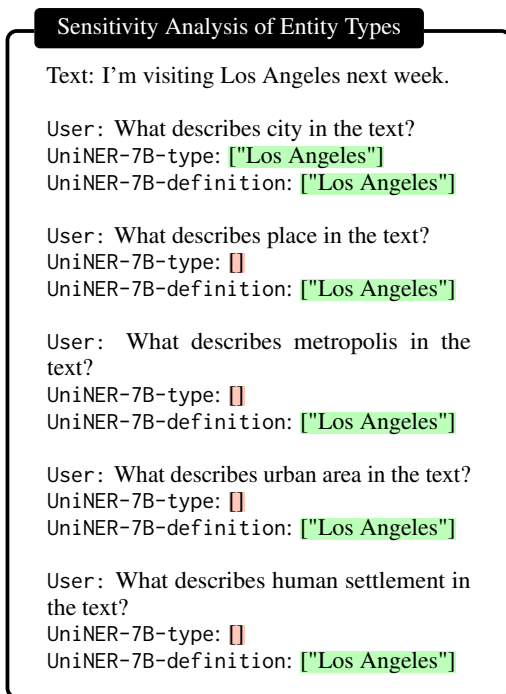 Sensitivity Analysis of Entity Types
Text: I'm visiting Los Angeles next week.
User: What describes city in the text?
UniNER-7B-type: ["Los Angeles"]
UniNER-7B-definition: ["Los Angeles"]
User: What describes place in the text?
UniNER-7B-type: []
UniNER-7B-definition: ["Los Angeles"]
User: What describes metropolis in the
text?
UniNER-7B-type: []
UniNER-7B-definition: ["Los Angeles"]
User: What describes urban area in the text?
UniNER-7B-type: []
UniNER-7B-definition: ["Los Angeles"]
User: What describes human settlement in
the text?
UniNER-7B-type: []
UniNER-7B-definition: ["Los Angeles"]